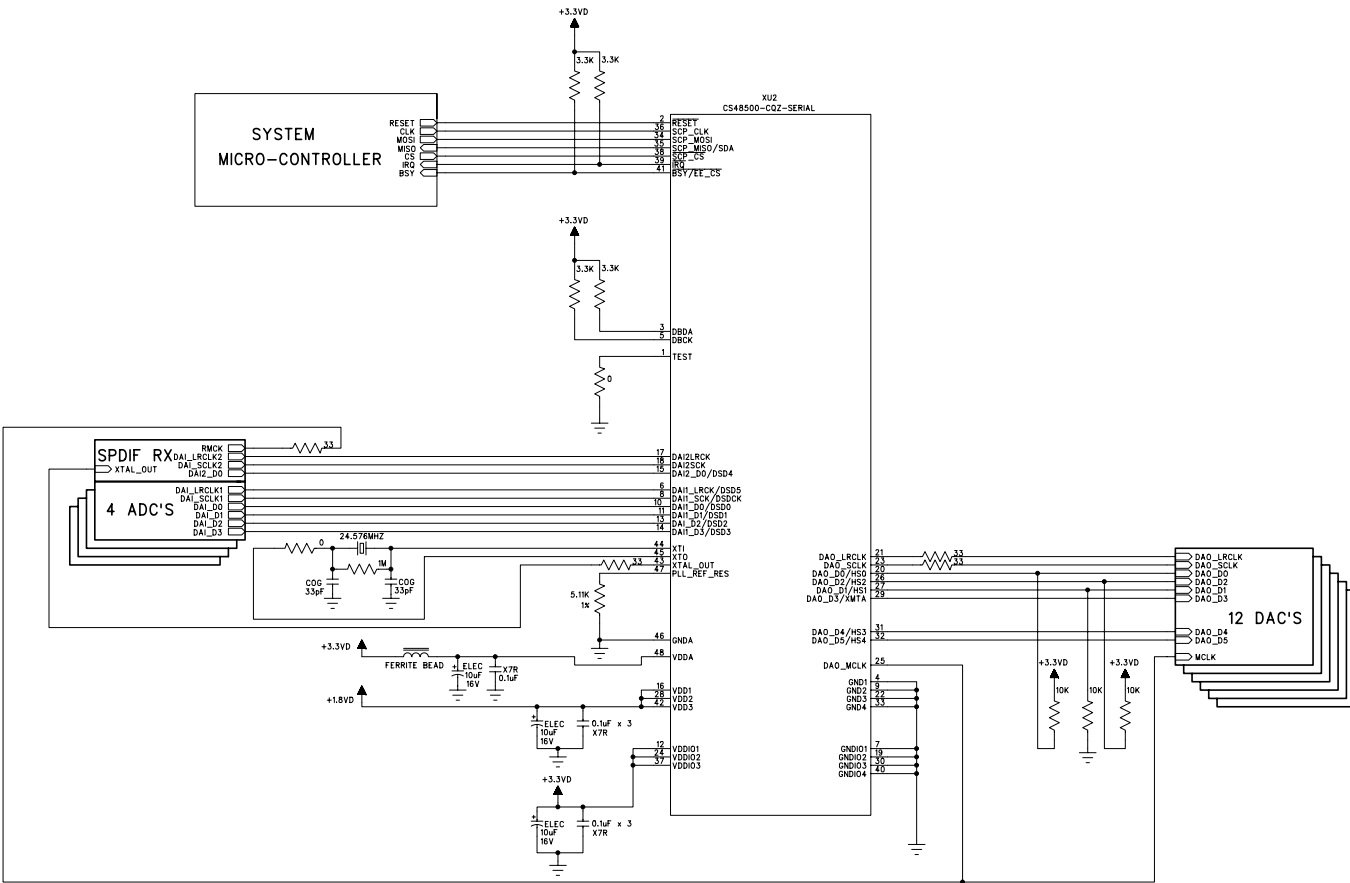 +3.3VD
3.3K 3.3K
XU2
CS48500-CQZ-SERIAL
SYSTEM
MICRO-CONTROLLER
RESET
CLK
MOSI
MISO
CS
IRQ
BSY
2 RESET
36 SCP_CLK
34 SCP_MOSI
35 SCP_MISO/SDA
38 SCP_CS
39 IRQ
41 BSY/EE_CS
+3.3VD
3.3K 3.3K
3 DBDA
5 DBCK
1 TEST
0
SPDIF RX
XTAL_OUT
RMCK
DAI_LRCLK2
DAI_SCLK2
DAI2_D0
33
17 DAI2LRCK
18 DAI2SCK
15 DAI2_D0/DSD4
4 ADC'S
DAI_LRCLK1
DAI_SCLK1
DAI_D0
DAI_D1
DAI_D2
DAI_D3
6 DAI1_LRCK/DSD5
8 DAI1_SCK/DSDCK
10 DAI1_D0/DSD0
11 DAI1_D1/DSD1
13 DAI_D2/DSD2
14 DAI1_D3/DSD3
24.576MHZ
0
1M
COG
33pF
COG
33pF
44 XTI
45 XTO
33
43 XTAL_OUT
47 PLL_REF_RES
5.11K
1%
46 GNDA
48 VDDA
+3.3VD
FERRITE BEAD
ELEC
10uF
16V
X7R
0.1uF
+1.8VD
16 VDD1
28 VDD2
42 VDD3
+ ELEC
10uF
16V
0.1uF x 3
X7R
12 VDDIO1
24 VDDIO2
37 VDDIO3
+3.3VD
+ ELEC
10uF
16V
0.1uF x 3
X7R
DAO_LRCLK 21 33
DAO_SCLK 23 33
DAO_D0/HS0 20
DAO_D2/HS2 26
DAO_D1/HS1 27
DAO_D3/XMTA 29
DAO_D4/HS3 31
DAO_D5/HS4 32
DAO_MCLK 25
GND1 4
GND2 9
GND3 22
GND4 33
GNDIO1 7
GNDIO2 19
GNDIO3 30
GNDIO4 40
DAO_LRCLK
DAO_SCLK
DAO_D0
DAO_D2
DAO_D1
DAO_D3
12 DAC'S
DAO_D4
DAO_D5
MCLK
+3.3VD +3.3VD
10K 10K 10K